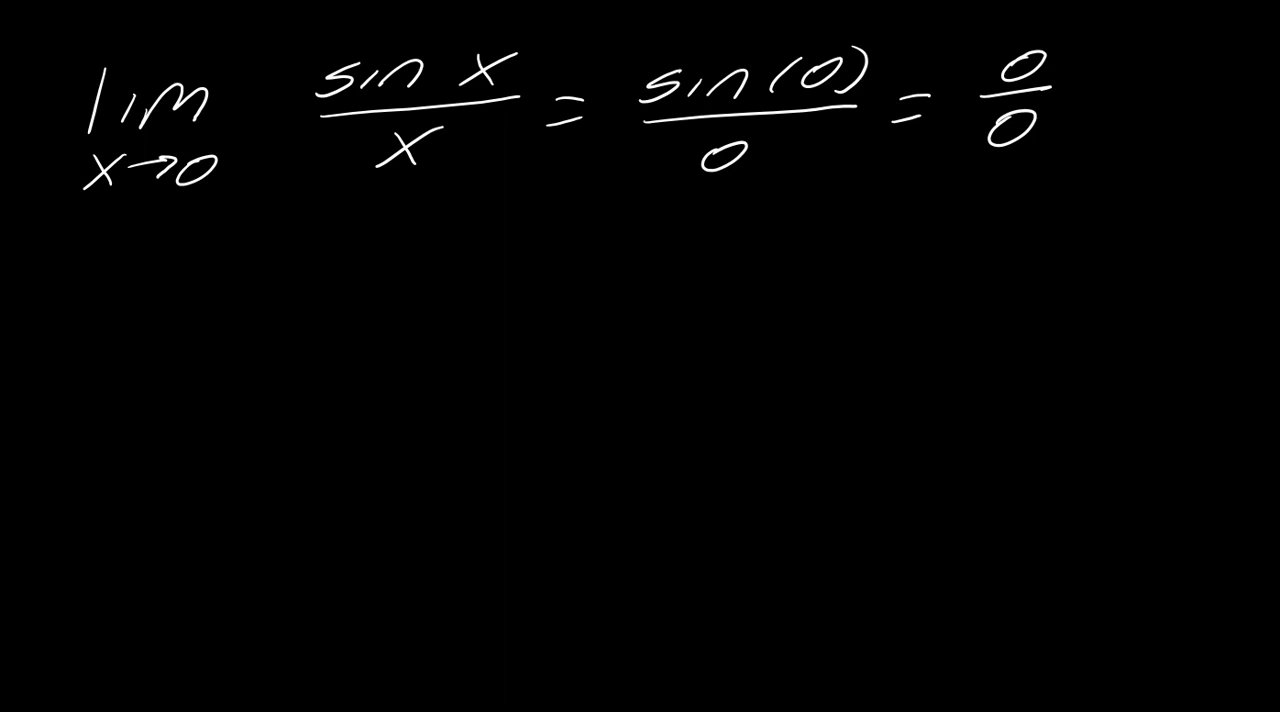 lim sin x / x = sin(0) / 0 = 0 / 0
x→0